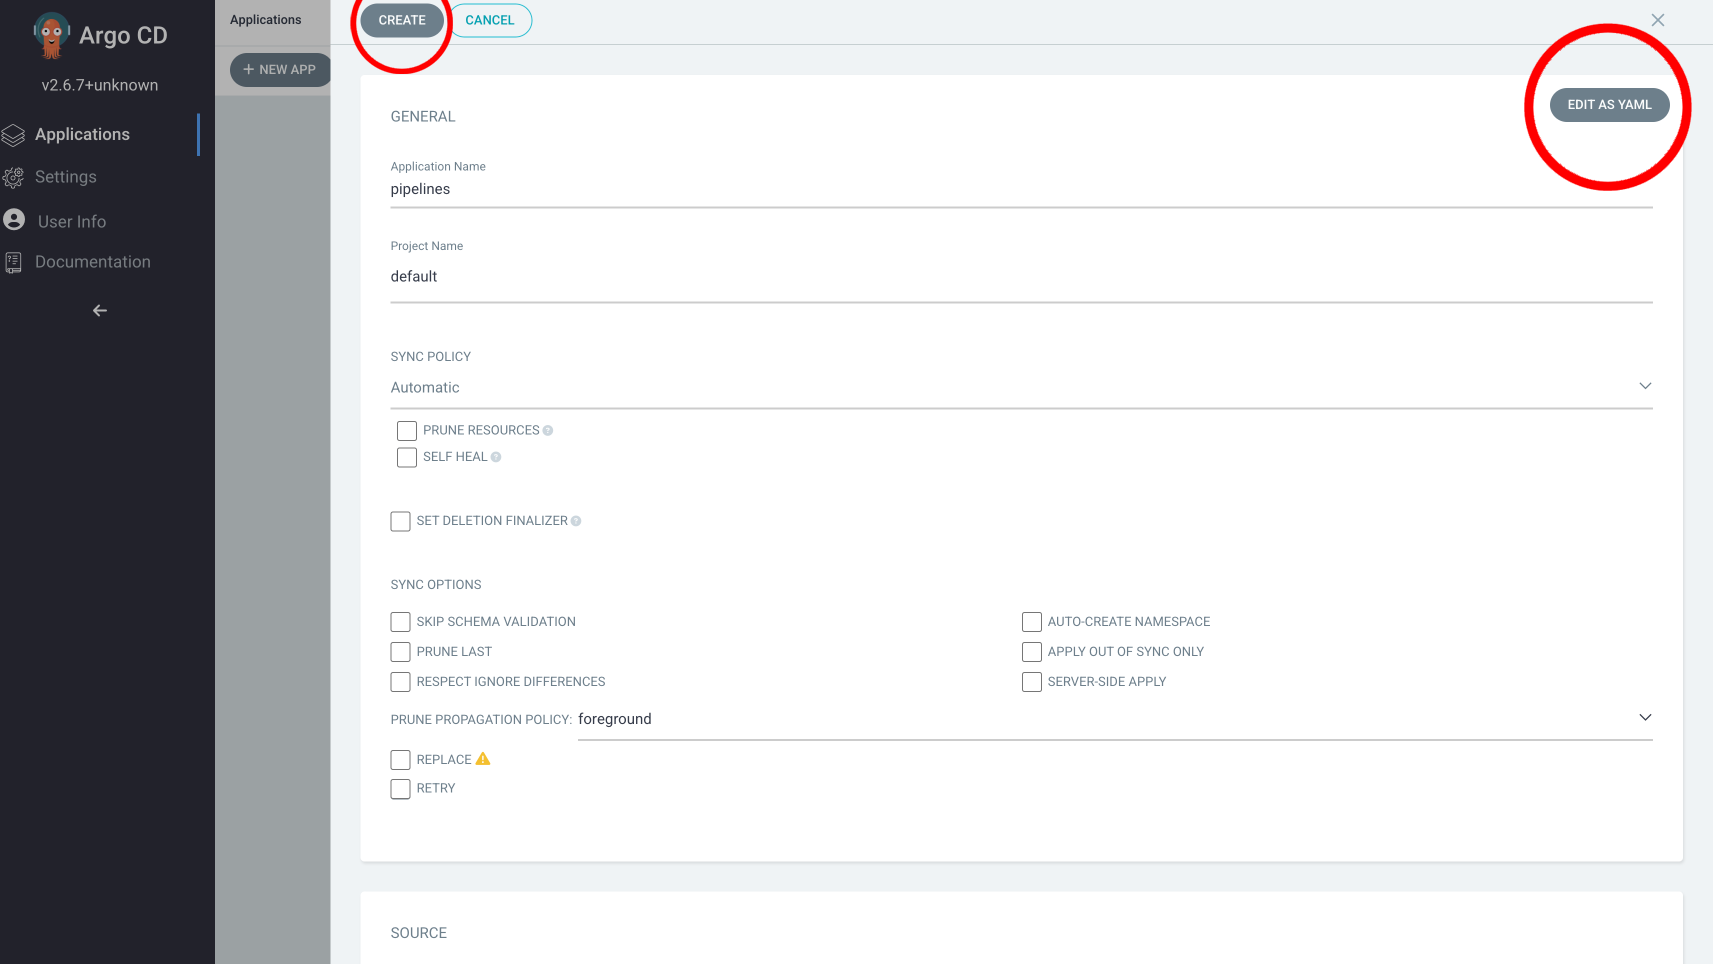 Argo CD
v2.6.7+unknown
Applications
Settings
User Info
Documentation
Applications
+ NEW APP
CREATE
CANCEL
EDIT AS YAML
GENERAL
Application Name
pipelines
Project Name
default
SYNC POLICY
Automatic
PRUNE RESOURCES
SELF HEAL
SET DELETION FINALIZER
SYNC OPTIONS
SKIP SCHEMA VALIDATION
AUTO-CREATE NAMESPACE
PRUNE LAST
APPLY OUT OF SYNC ONLY
RESPECT IGNORE DIFFERENCES
SERVER-SIDE APPLY
PRUNE PROPAGATION POLICY: foreground
REPLACE
RETRY
SOURCE